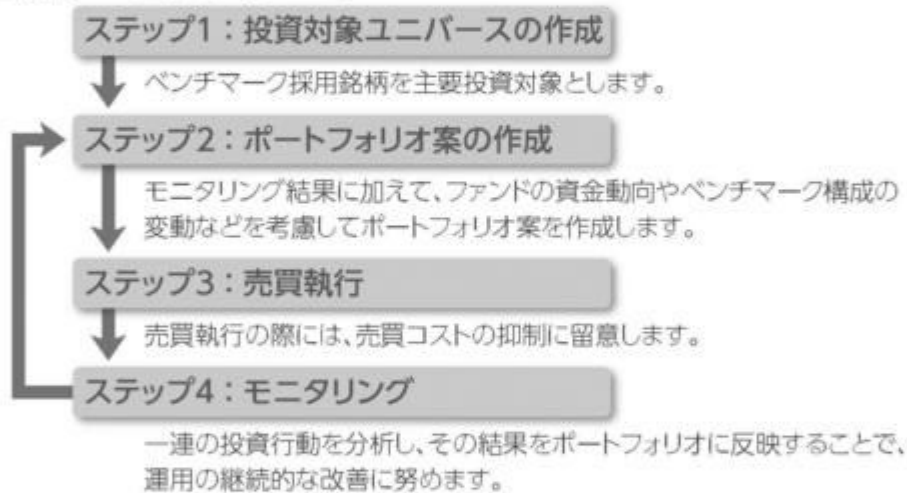 ステップ1：投資対象ユニバースの作成
ベンチマーク採用銘柄を主要投資対象とします。
ステップ2：ポートフォリオ案の作成
モニタリング結果に加えて、ファンドの資金動向やベンチマーク構成の
変動などを考慮してポートフォリオ案を作成します。
ステップ3：売買執行
売買執行の際には、売買コストの抑制に留意します。
ステップ4：モニタリング
一連の投資行動を分析し、その結果をポートフォリオに反映することで、
運用の継続的な改善に努めます。